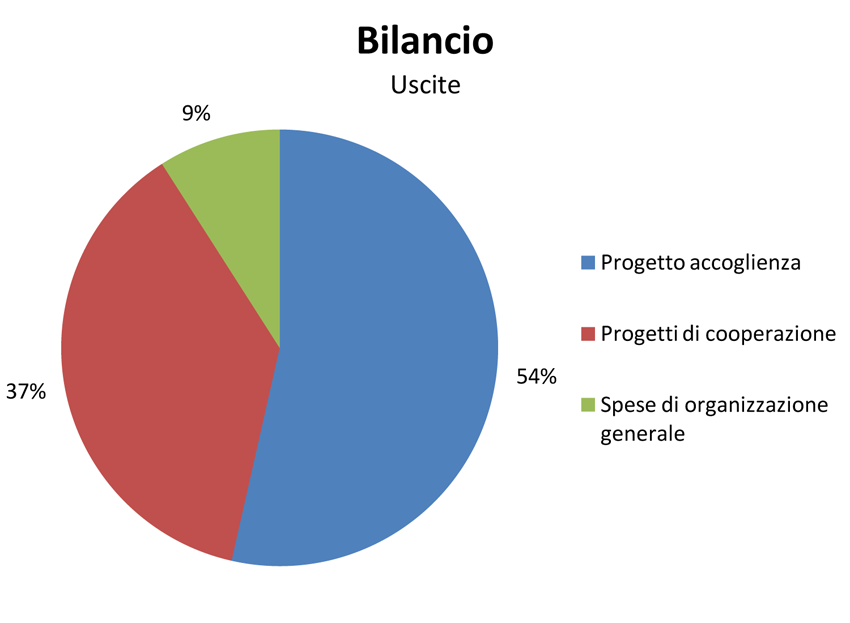 Bilancio
Uscite
9%
Progetto accoglienza
Progetti di cooperazione
54%
37%
Spese di organizzazione
generale